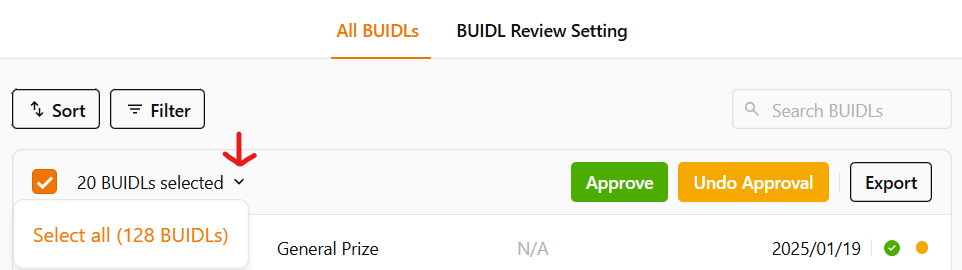 All BUIDLs BUIDL Review Setting
Sort Filter Search BUIDLs
20 BUIDLs selected Approve Undo Approval Export
Select all (128 BUIDLs)
General Prize N/A 2025/01/19